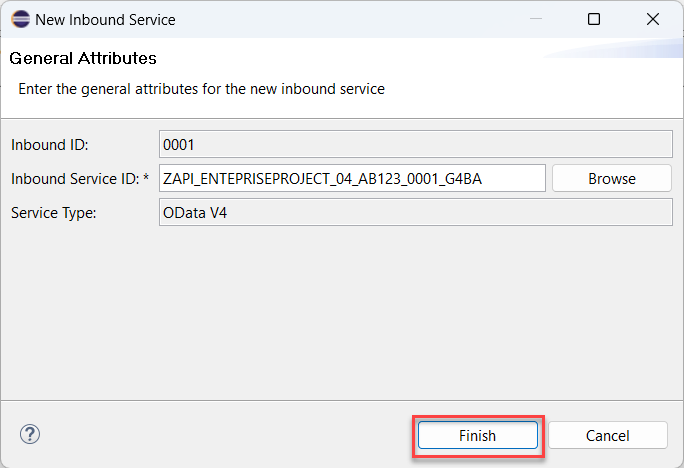 New Inbound Service
General Attributes
Enter the general attributes for the new inbound service
Inbound ID: 0001
Inbound Service ID: * ZAPI_ENTEPRISEPROJECT_04_AB123_0001_G4BA Browse
Service Type: OData V4
? Finish Cancel